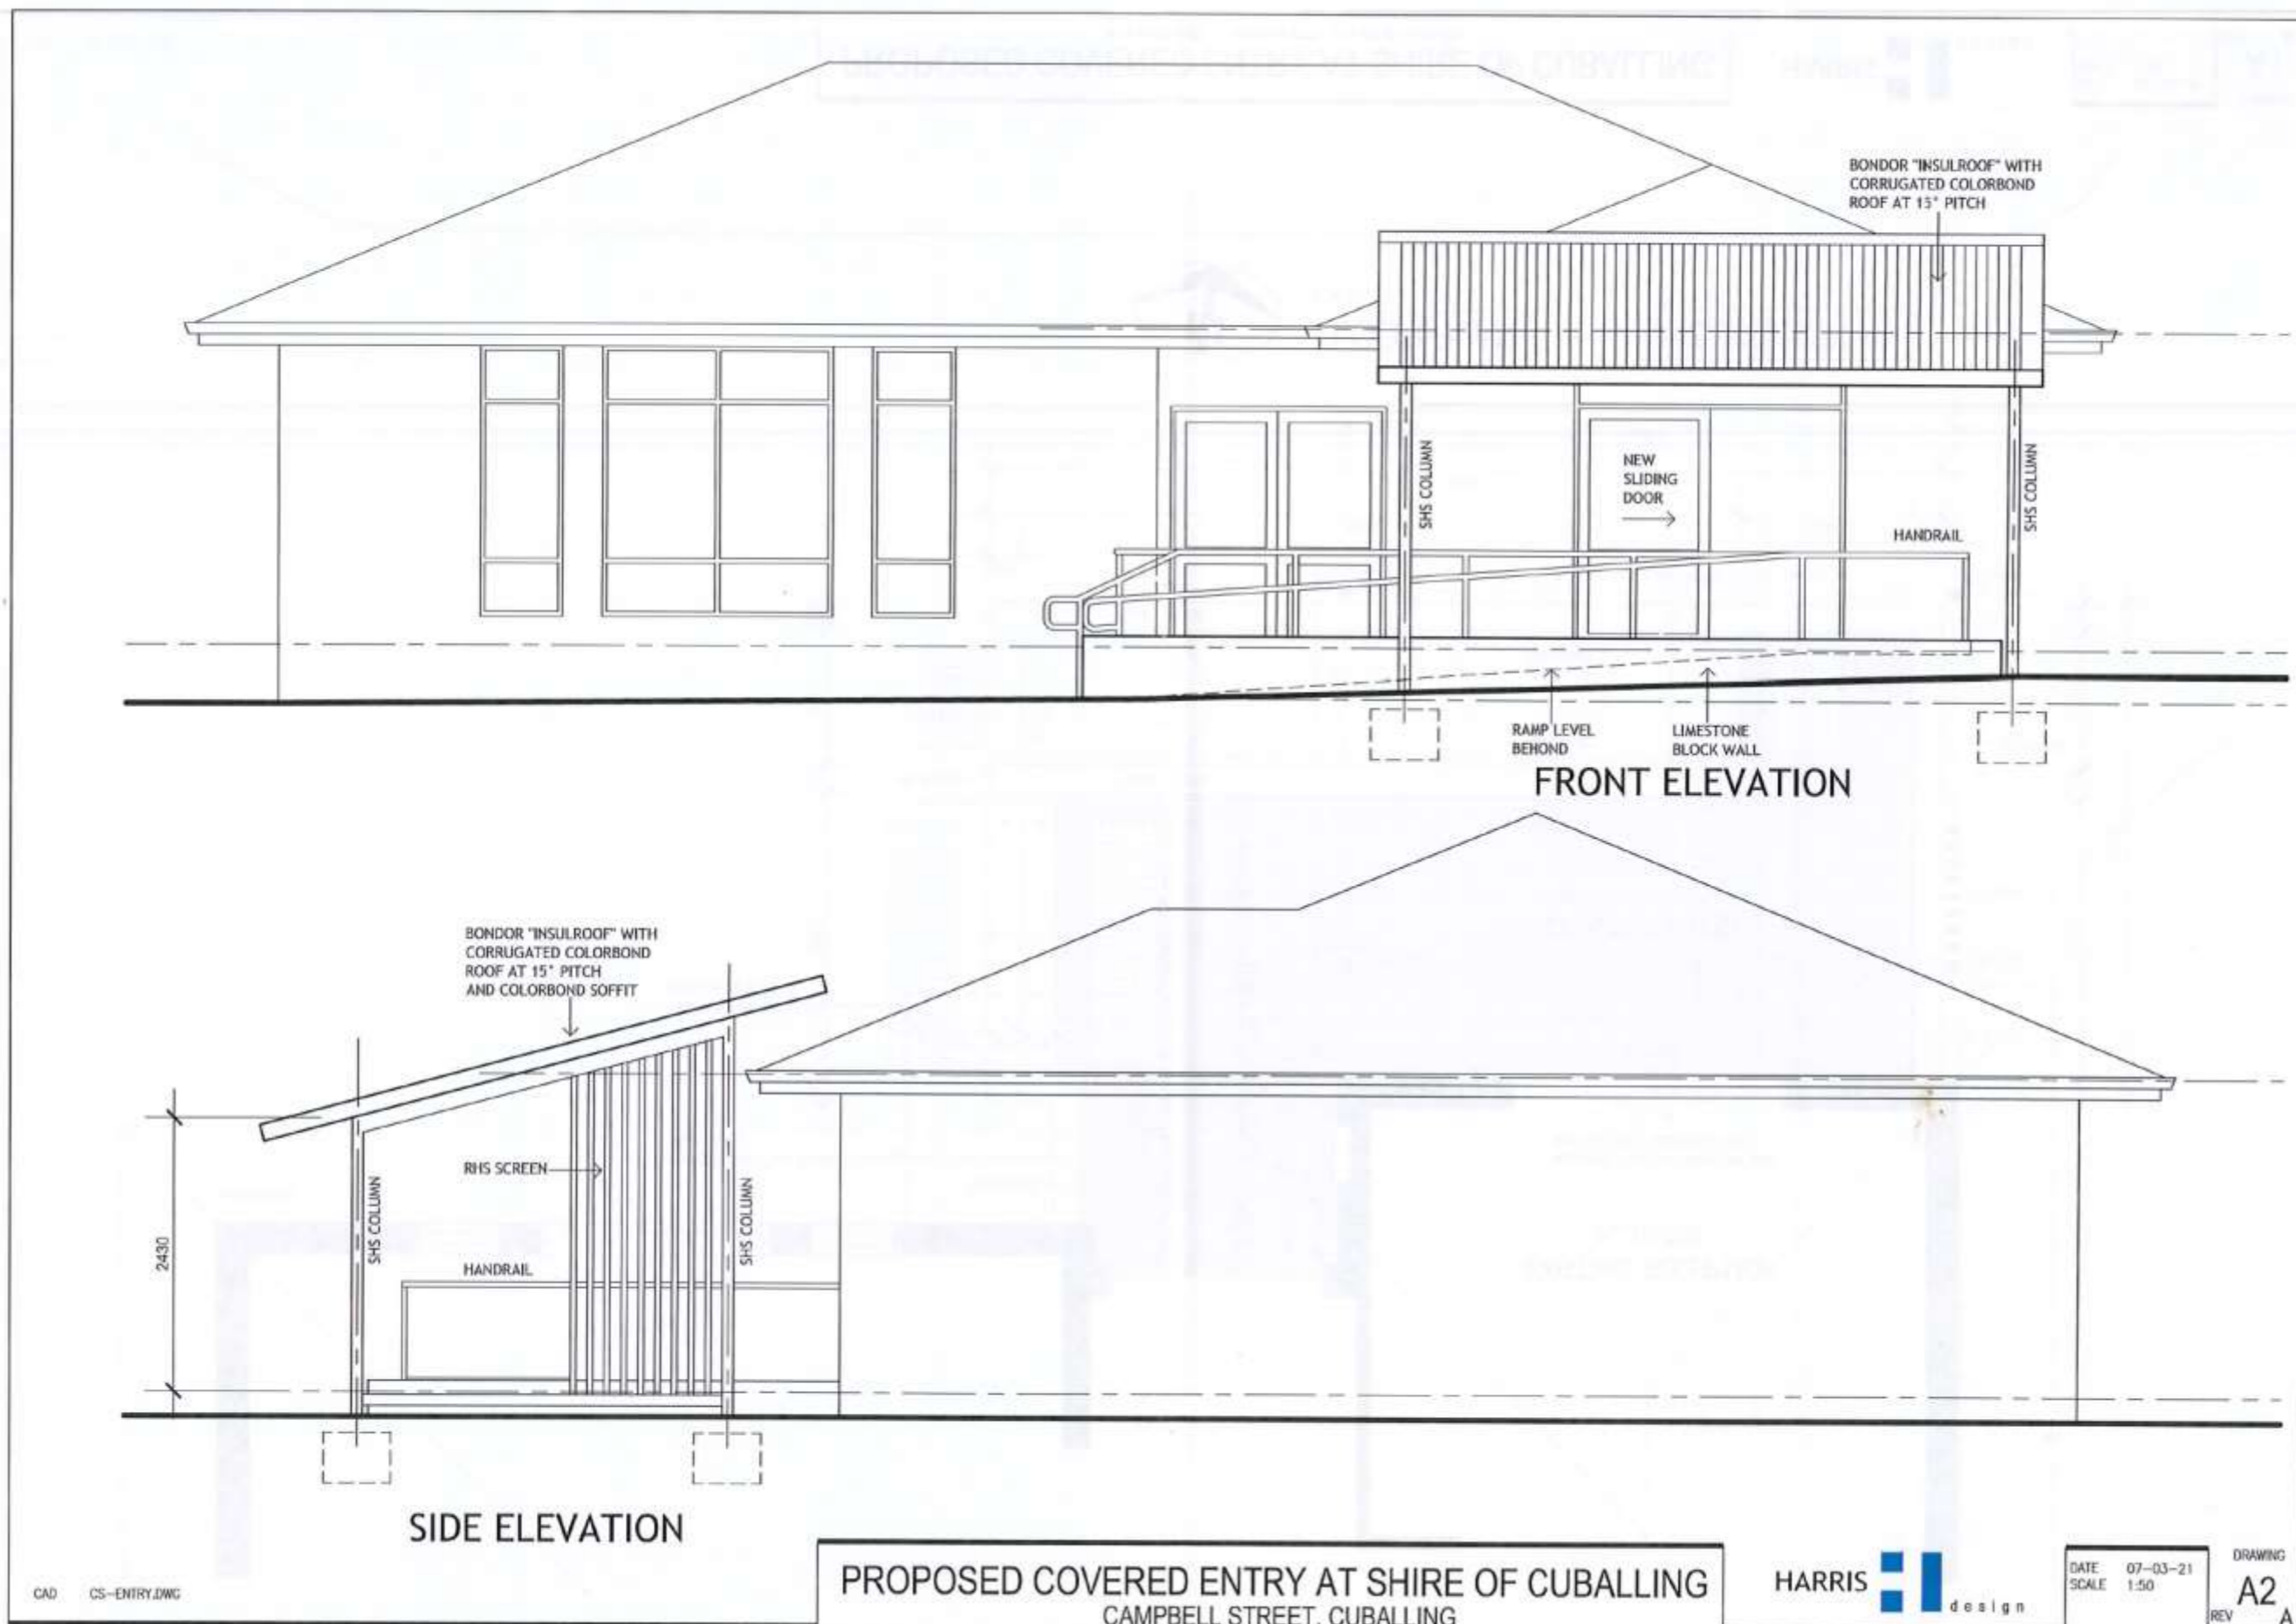 BONDOR "INSULROOF" WITH
CORRUGATED COLORBOND
ROOF AT 15° PITCH
NEW
SLIDING
DOOR
SHS COLUMN
SHS COLUMN
HANDRAIL
RAMP LEVEL
BEHOND
LIMESTONE
BLOCK WALL
FRONT ELEVATION
BONDOR "INSULROOF" WITH
CORRUGATED COLORBOND
ROOF AT 15° PITCH
AND COLORBOND SOFFIT
RHS SCREEN
SHS COLUMN
SHS COLUMN
2430
HANDRAIL
SIDE ELEVATION
CAD CS-ENTRY.DWG
PROPOSED COVERED ENTRY AT SHIRE OF CUBALLING
CAMPBELL STREET, CUBALLING
HARRIS
design
DATE 07-03-21
SCALE 1:50
DRAWING
A2
REV A